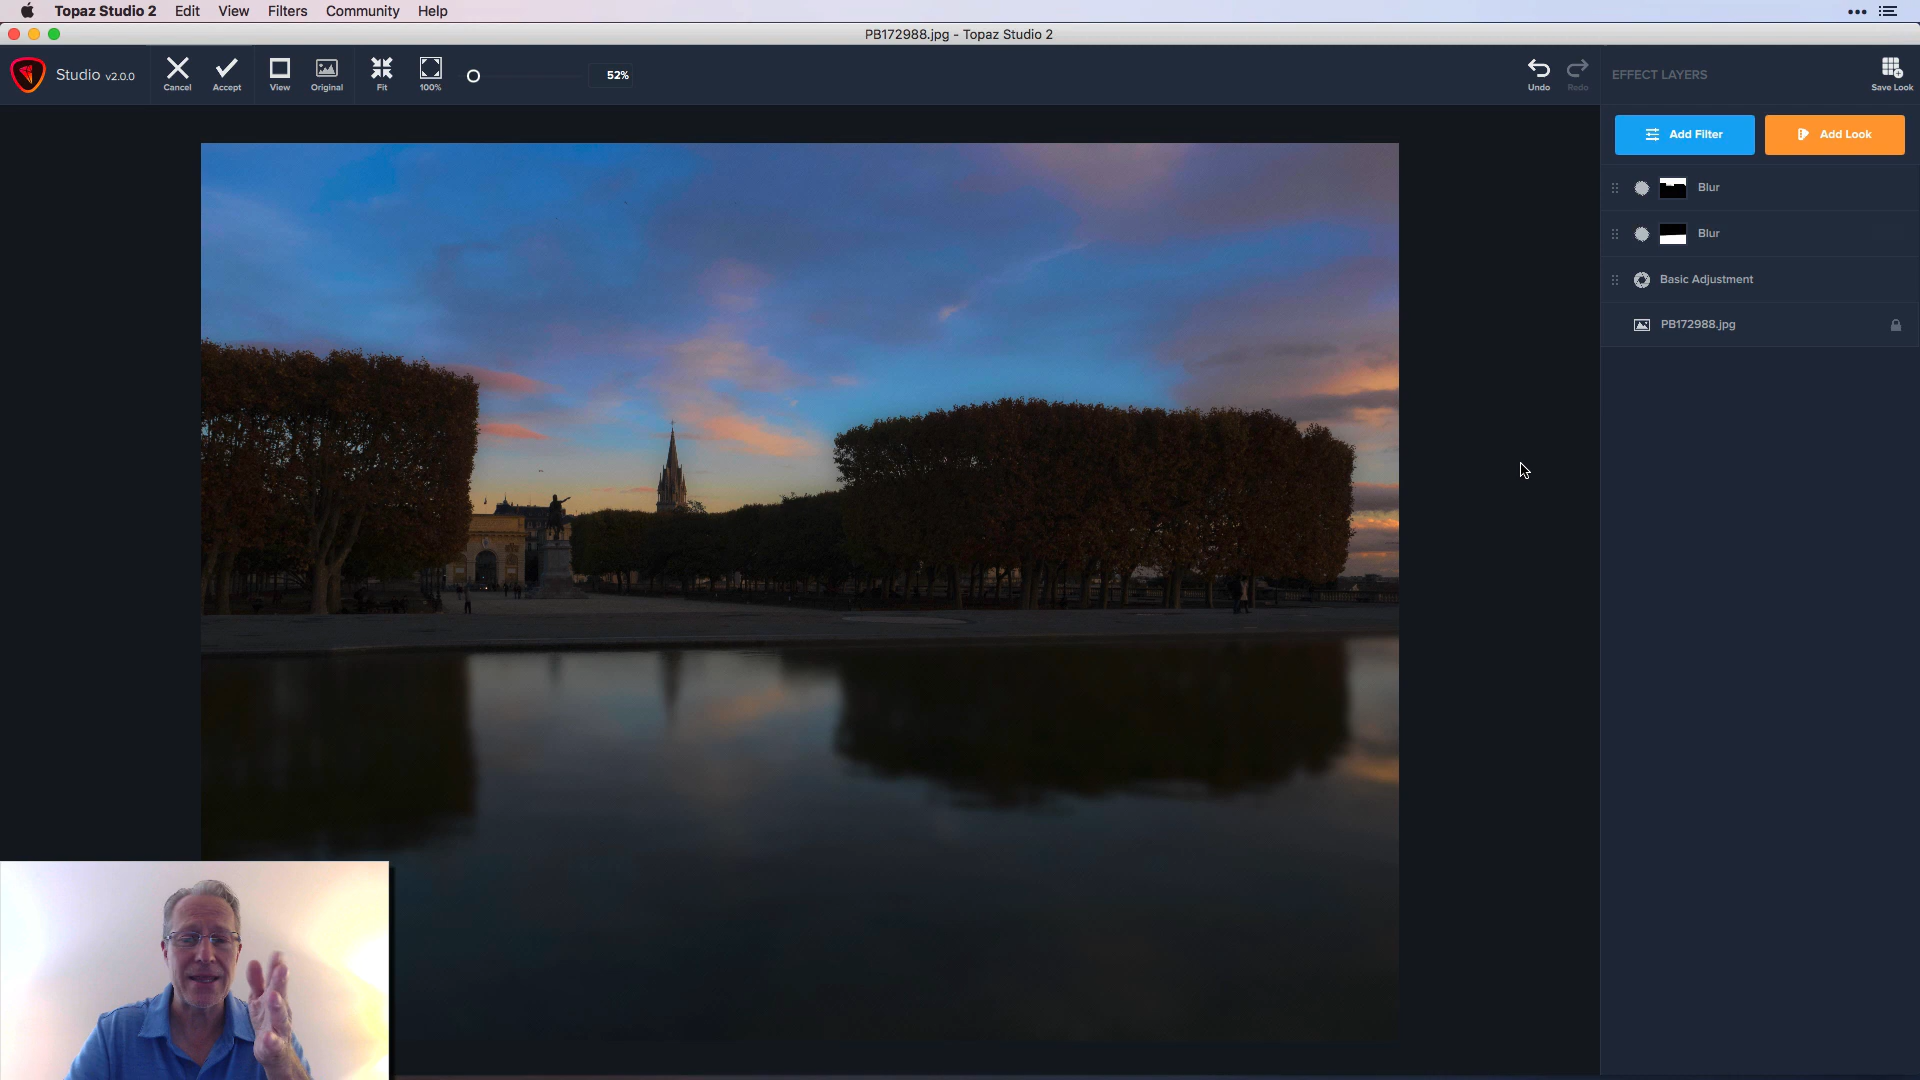 Topaz Studio 2 Edit View Filters Community Help
PB172988.jpg - Topaz Studio 2
Studio v2.0.0
Cancel Accept View Original Fit 100% 52% Undo Redo
EFFECT LAYERS
Save Look
Add Filter Add Look
Blur
Blur
Basic Adjustment
PB172988.jpg